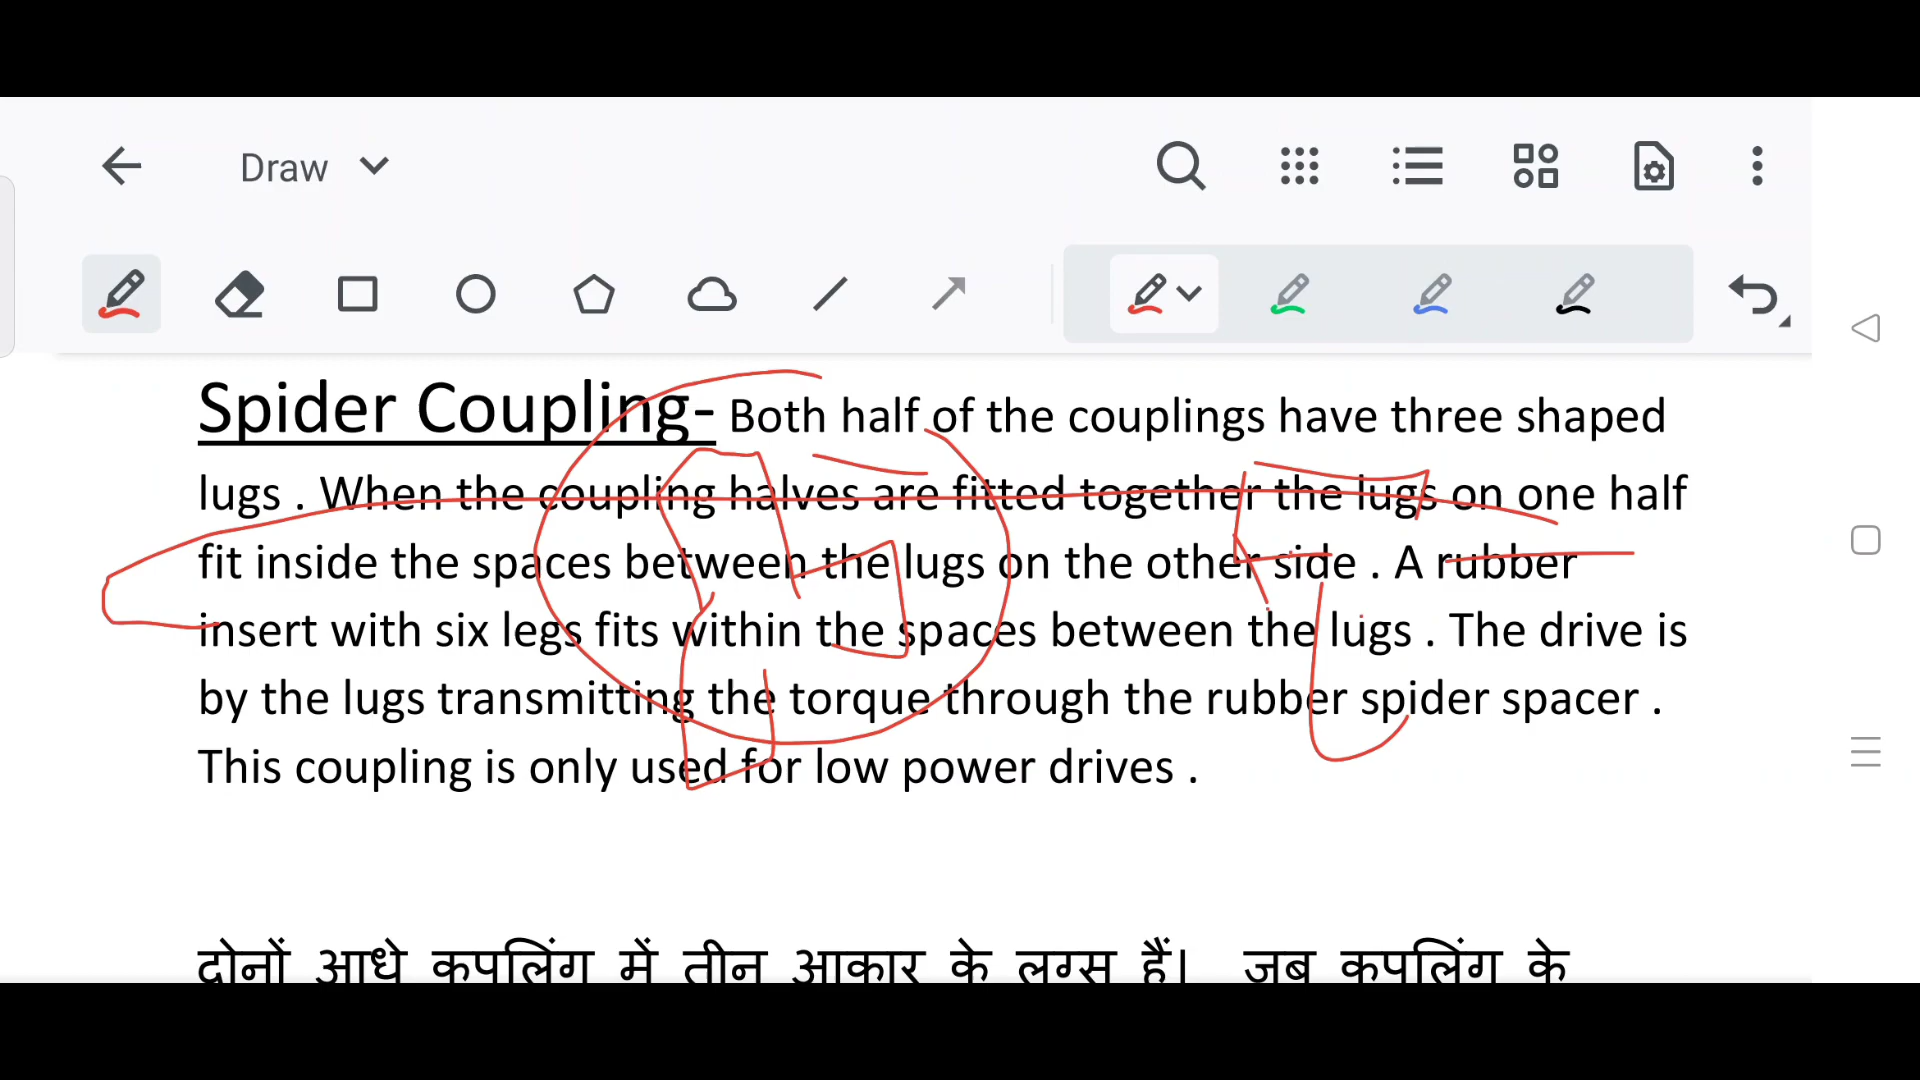 Draw
Spider Coupling- Both half of the couplings have three shaped
lugs . When the coupling halves are fitted together the lugs on one half
fit inside the spaces between the lugs on the other side . A rubber
insert with six legs fits within the spaces between the lugs . The drive is
by the lugs transmitting the torque through the rubber spider spacer .
This coupling is only used for low power drives .
दोनों आधे कपलिंग में तीन आकार के लग्स हैं। जब कपलिंग के